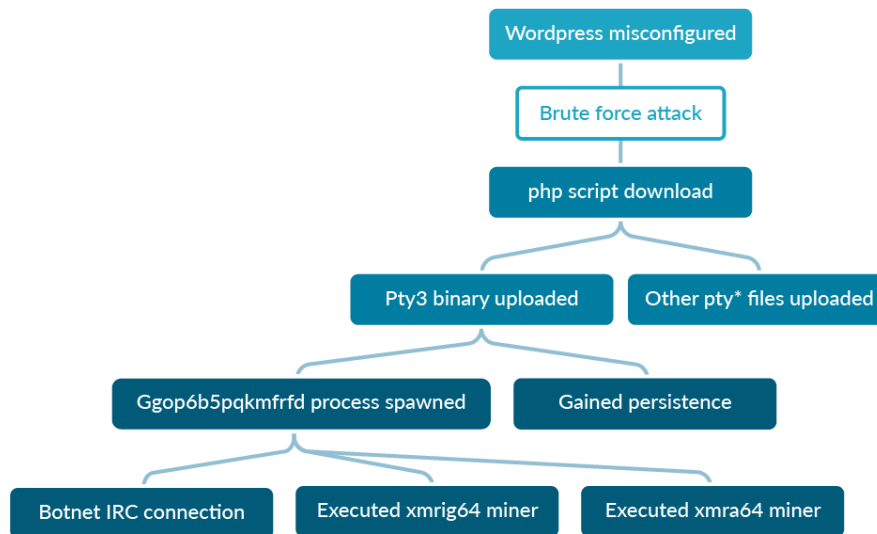 Wordpress misconfigured
Brute force attack
php script download
Pty3 binary uploaded
Other pty* files uploaded
Ggop6b5pqkmfrfd process spawned
Gained persistence
Botnet IRC connection
Executed xmrig64 miner
Executed xmra64 miner